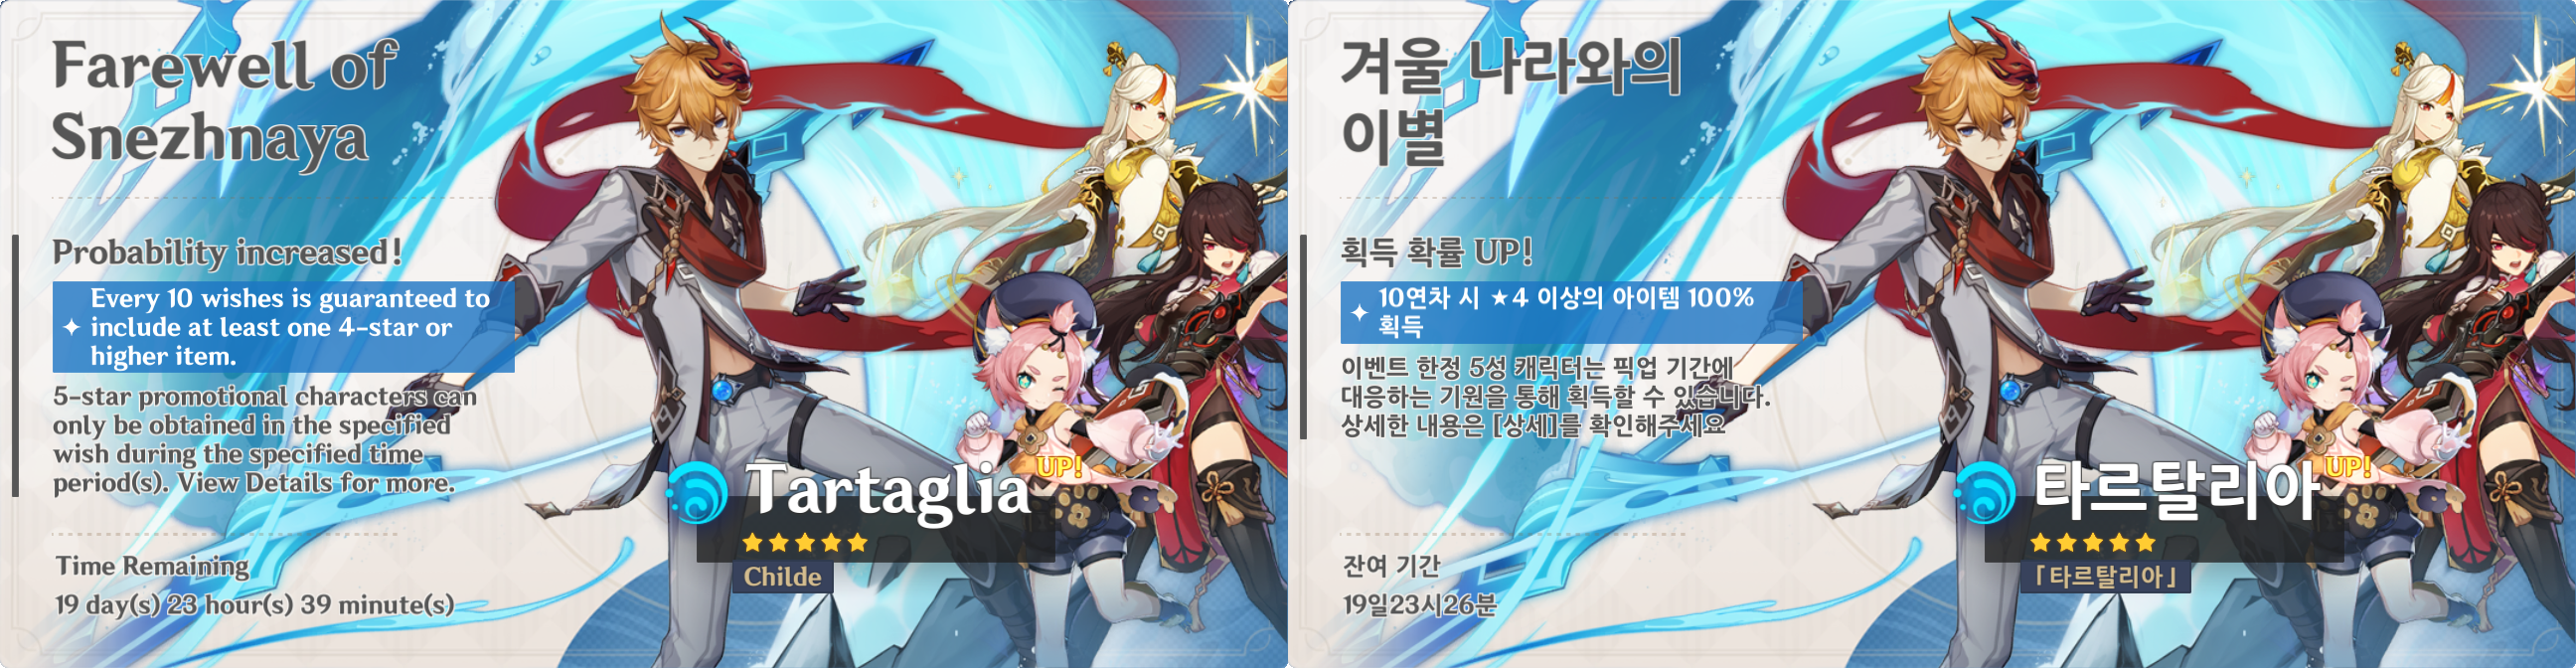 Farewell of
Snezhnaya
Probability increased!
Every 10 wishes is guaranteed to
include at least one 4-star or
higher item.
5-star promotional characters can
only be obtained in the specified
wish during the specified time
period(s). View Details for more.
UP!
Tartaglia
Childe
Time Remaining
19 day(s) 23 hour(s) 39 minute(s)
겨울 나라와의
이별
획득 확률 UP!
10연차 시 ★4 이상의 아이템 100%
획득
이벤트 한정 5성 캐릭터는 픽업 기간에
대응하는 기원을 통해 획득할 수 있습니다.
상세한 내용은 [상세]를 확인해주세요
UP!
타르탈리아
「타르탈리아」
잔여 기간
19일23시26분